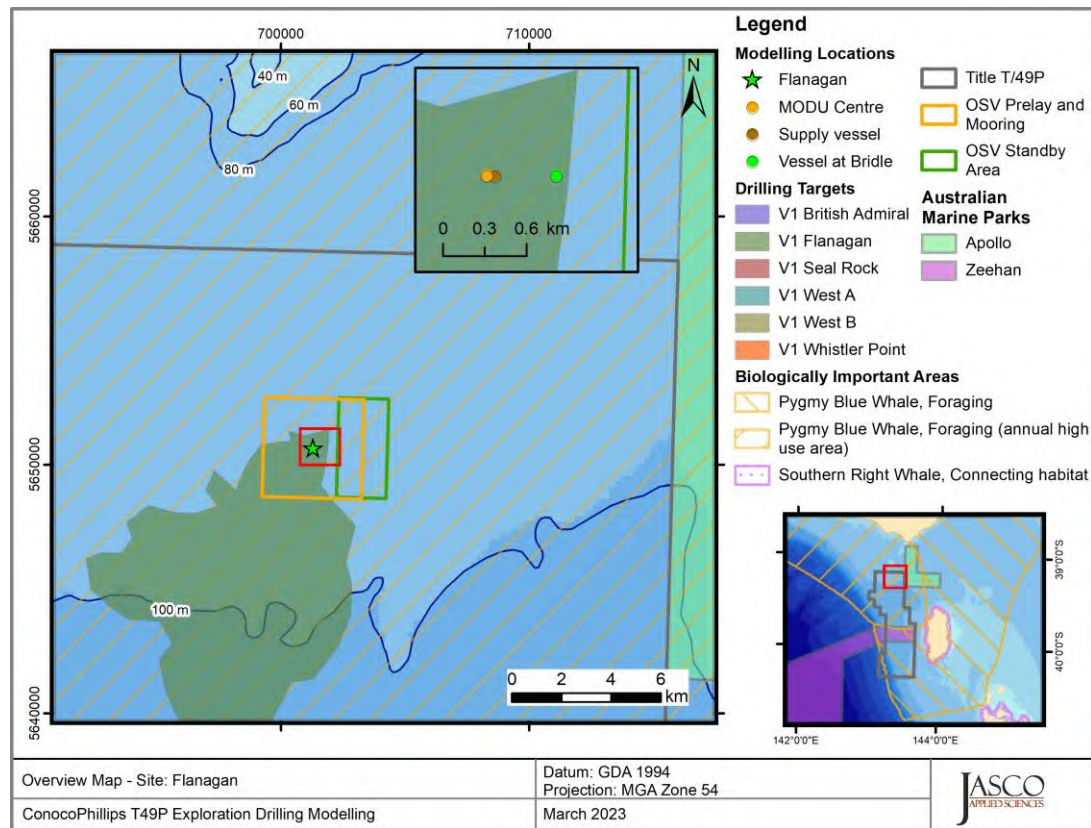 700000
710000
5660000
5650000
5640000
40 m
60 m
80 m
100 m
N
0 0.3 0.6 km
0 2 4 6
km
Legend
Modelling Locations
Flanagan
MODU Centre
Supply vessel
Vessel at Bridle
Drilling Targets
V1 British Admiral
V1 Flanagan
V1 Seal Rock
V1 West A
V1 West B
V1 Whistler Point
Title T/49P
OSV Prelay and
Mooring
OSV Standby
Area
Australian
Marine Parks
Apollo
Zeehan
Biologically Important Areas
Pygmy Blue Whale, Foraging
Pygmy Blue Whale, Foraging (annual high
use area)
Southern Right Whale, Connecting habitat
39°0'0"S
40°0'0"S
142°0'0"E
144°0'0"E
Overview Map - Site: Flanagan
Datum: GDA 1994
Projection: MGA Zone 54
ConocoPhillips T49P Exploration Drilling Modelling
March 2023
JASCO
APPLIED SCIENCES